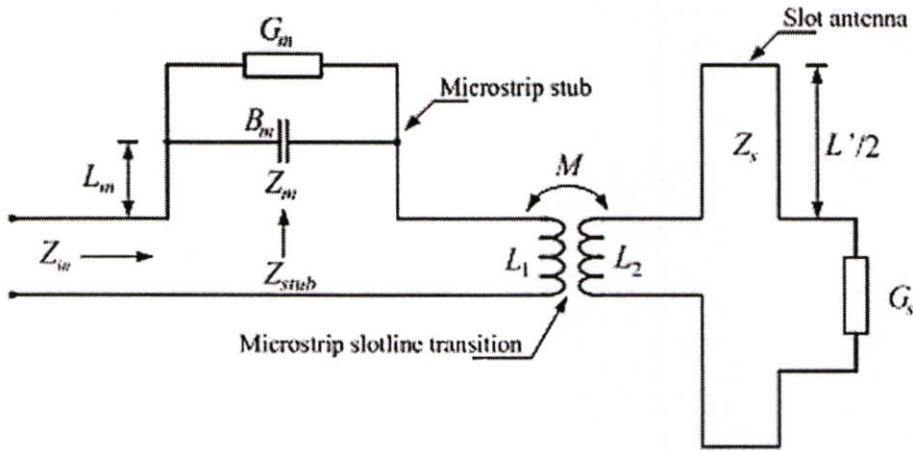 Slot antenna
G_m
Microstrip stub
B_m
L_m
Z_m
Z_s
L'/2
M
Z_in
Z_stub
L_1
L_2
G_s
Microstrip slotline transition